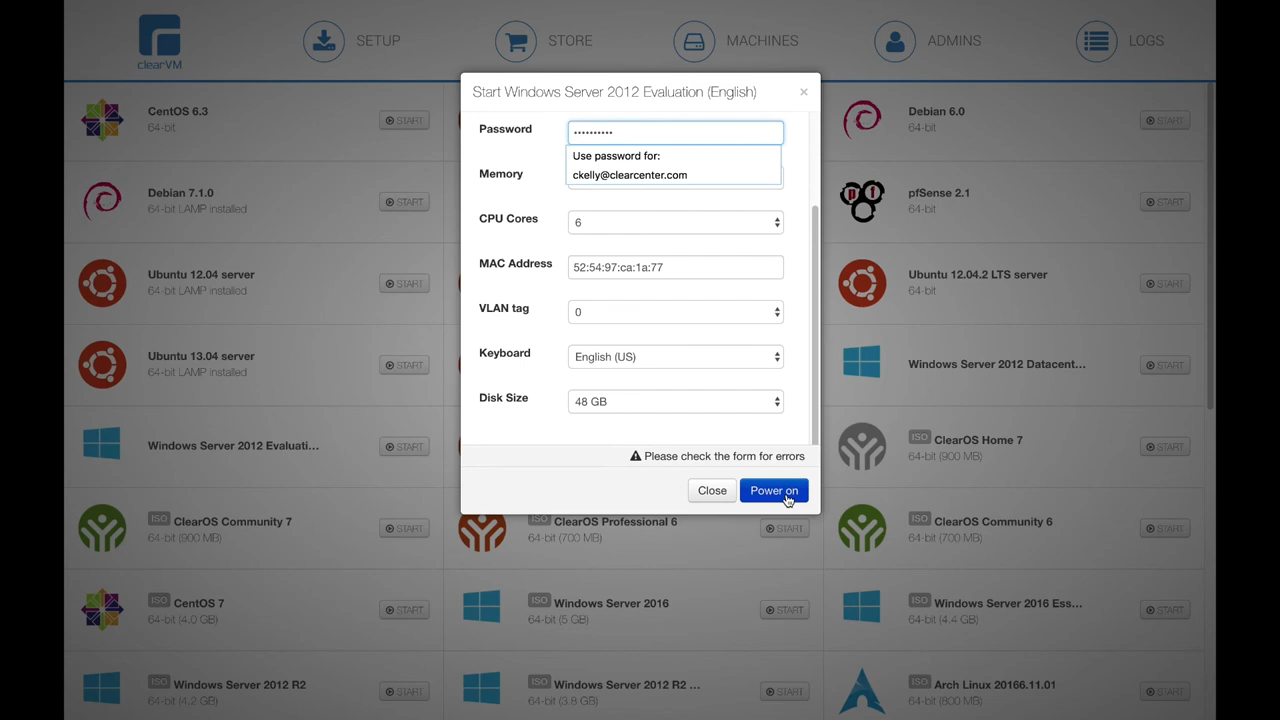 clearVM
SETUP
STORE
MACHINES
ADMINS
LOGS
Start Windows Server 2012 Evaluation (English)
×
Password
••••••••••
Use password for:
ckelly@clearcenter.com
Memory
CPU Cores
6
MAC Address
52:54:97:ca:1a:77
VLAN tag
0
Keyboard
English (US)
Disk Size
48 GB
Please check the form for errors
Close
Power on
CentOS 6.3
64-bit
START
Debian 6.0
64-bit
START
Debian 7.1.0
64-bit LAMP installed
START
pfSense 2.1
64-bit
START
Ubuntu 12.04 server
64-bit LAMP installed
START
Ubuntu 12.04.2 LTS server
64-bit
START
Ubuntu 13.04 server
64-bit LAMP installed
START
Windows Server 2012 Datacent...
START
Windows Server 2012 Evaluati...
START
ISO ClearOS Home 7
64-bit (900 MB)
START
ISO ClearOS Community 7
64-bit (900 MB)
START
ISO ClearOS Professional 6
64-bit (700 MB)
START
ISO ClearOS Community 6
64-bit (700 MB)
START
ISO CentOS 7
64-bit (4.0 GB)
START
ISO Windows Server 2016
64-bit (5 GB)
START
ISO Windows Server 2016 Ess...
64-bit (4.4 GB)
START
ISO Windows Server 2012 R2
64-bit (4.2 GB)
START
ISO Windows Server 2012 R2 ...
64-bit (3.8 GB)
START
ISO Arch Linux 20166.11.01
64-bit (800 MB)
START